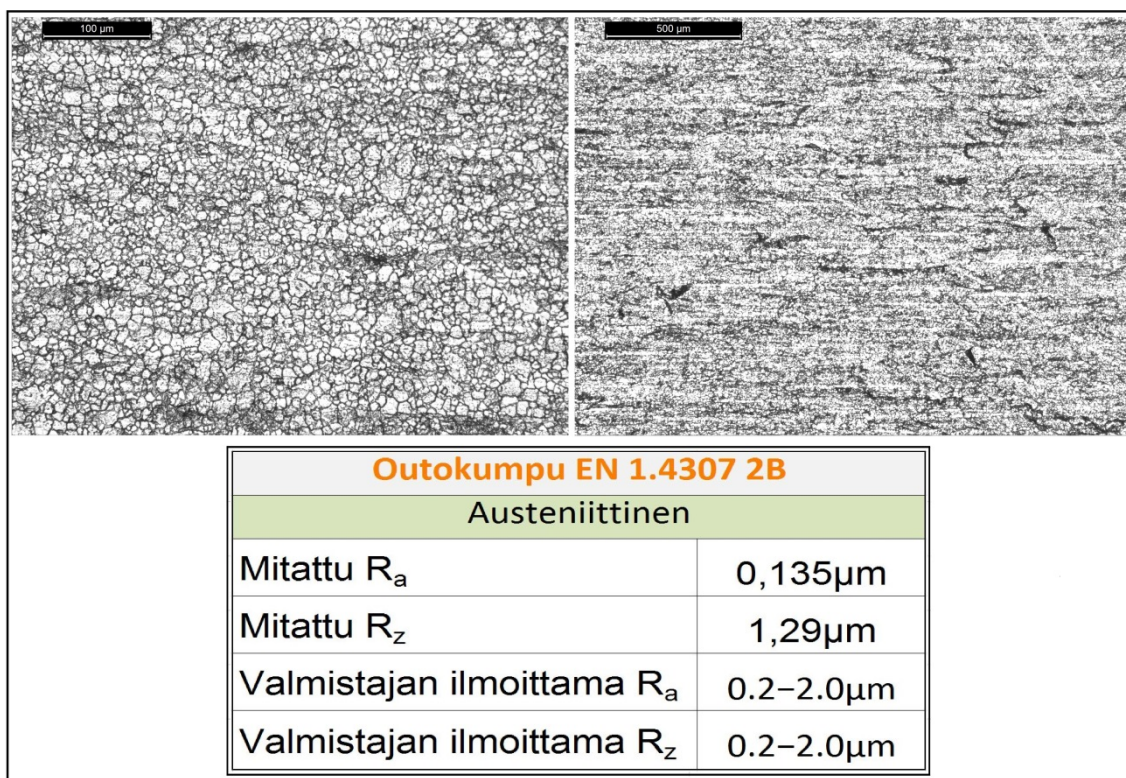 100 µm
500 µm
Outokumpu EN 1.4307 2B
Austeniittinen
Mitattu Ra 0,135µm
Mitattu Rz 1,29µm
Valmistajan ilmoittama Ra 0.2–2.0µm
Valmistajan ilmoittama Rz 0.2–2.0µm